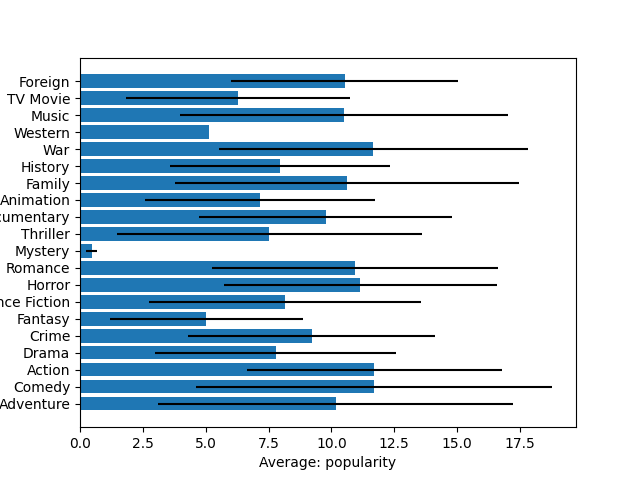 Foreign
TV Movie
Music
Western
War
History
Family
Animation
cumentary
Thriller
Mystery
Romance
Horror
nce Fiction
Fantasy
Crime
Drama
Action
Comedy
Adventure
0.0 2.5 5.0 7.5 10.0 12.5 15.0 17.5
Average: popularity